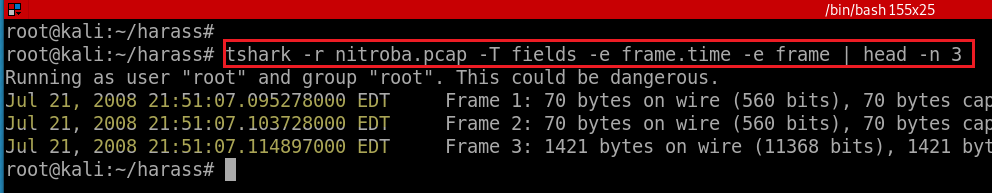 /bin/bash 155x25
root@kali:~/harass#
root@kali:~/harass# tshark -r nitroba.pcap -T fields -e frame.time -e frame | head -n 3
Running as user "root" and group "root". This could be dangerous.
Jul 21, 2008 21:51:07.095278000 EDT     Frame 1: 70 bytes on wire (560 bits), 70 bytes cap
Jul 21, 2008 21:51:07.103728000 EDT     Frame 2: 70 bytes on wire (560 bits), 70 bytes cap
Jul 21, 2008 21:51:07.114897000 EDT     Frame 3: 1421 bytes on wire (11368 bits), 1421 byt
root@kali:~/harass#